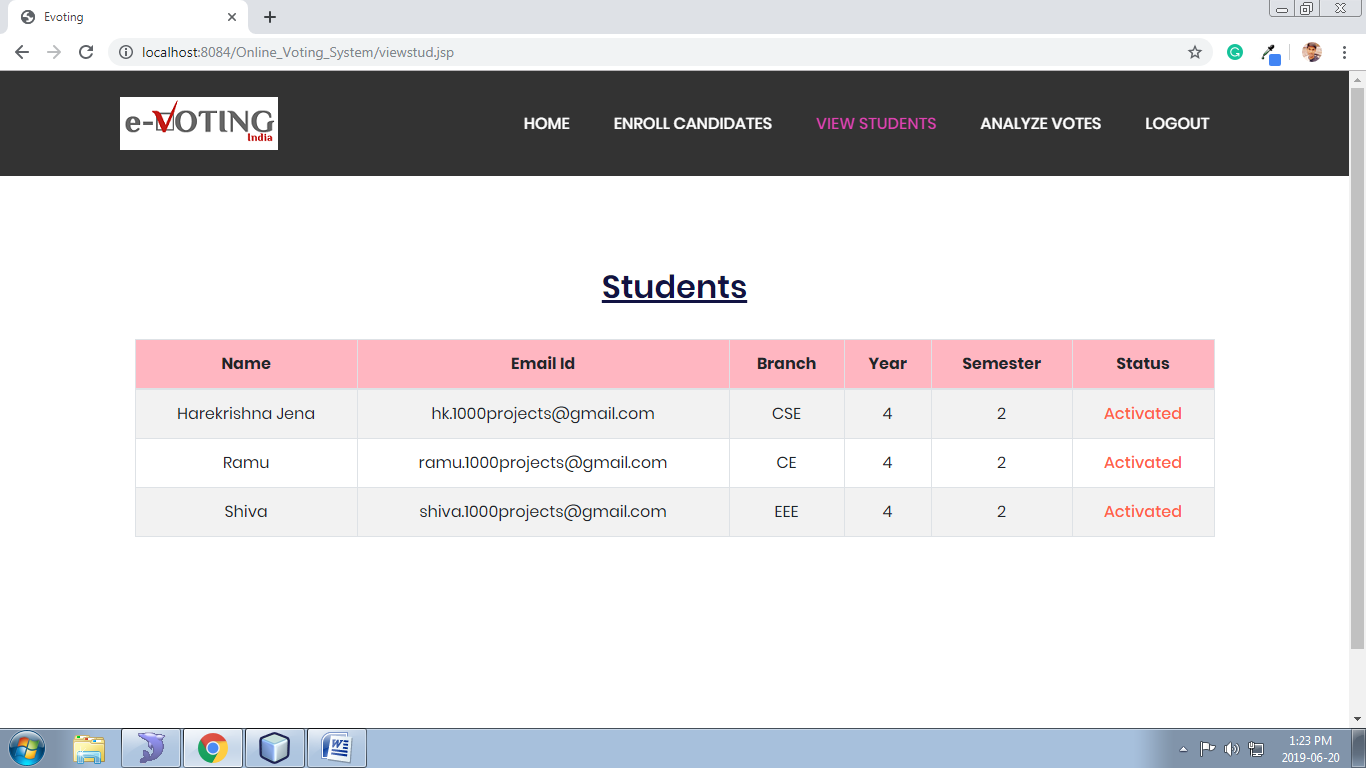 Evoting
localhost:8084/Online_Voting_System/viewstud.jsp
e-VOTING
India
HOME ENROLL CANDIDATES VIEW STUDENTS ANALYZE VOTES LOGOUT
Students
Name Email Id Branch Year Semester Status
Harekrishna Jena hk.1000projects@gmail.com CSE 4 2 Activated
Ramu ramu.1000projects@gmail.com CE 4 2 Activated
Shiva shiva.1000projects@gmail.com EEE 4 2 Activated
1:23 PM
2019-06-20